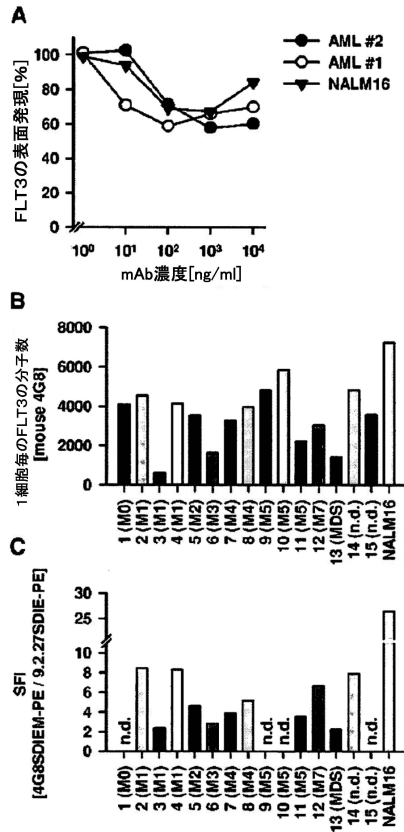 A
FLT3の表面発現[%]
120
100
80
60
40
20
0
10⁰ 10¹ 10² 10³ 10⁴
mAb濃度[ng/ml]
AML #2
AML #1
NALM16
B
1細胞毎のFLT3の分子数
[mouse 4G8]
8000
6000
4000
2000
0
1 (M0)
2 (M1)
3 (M1)
4 (M1)
5 (M2)
6 (M3)
7 (M4)
8 (M4)
9 (M5)
10 (M5)
11 (M5)
12 (M7)
13 (MDS)
14 (n.d.)
15 (n.d.)
NALM16
C
SFI
[4G8SDIEM-PE / 9.2.27SDIE-PE]
30
25
10
8
6
4
2
0
n.d.
n.d.
n.d.
n.d.
1 (M0)
2 (M1)
3 (M1)
4 (M1)
5 (M2)
6 (M3)
7 (M4)
8 (M4)
9 (M5)
10 (M5)
11 (M5)
12 (M7)
13 (MDS)
14 (n.d.)
15 (n.d.)
NALM16